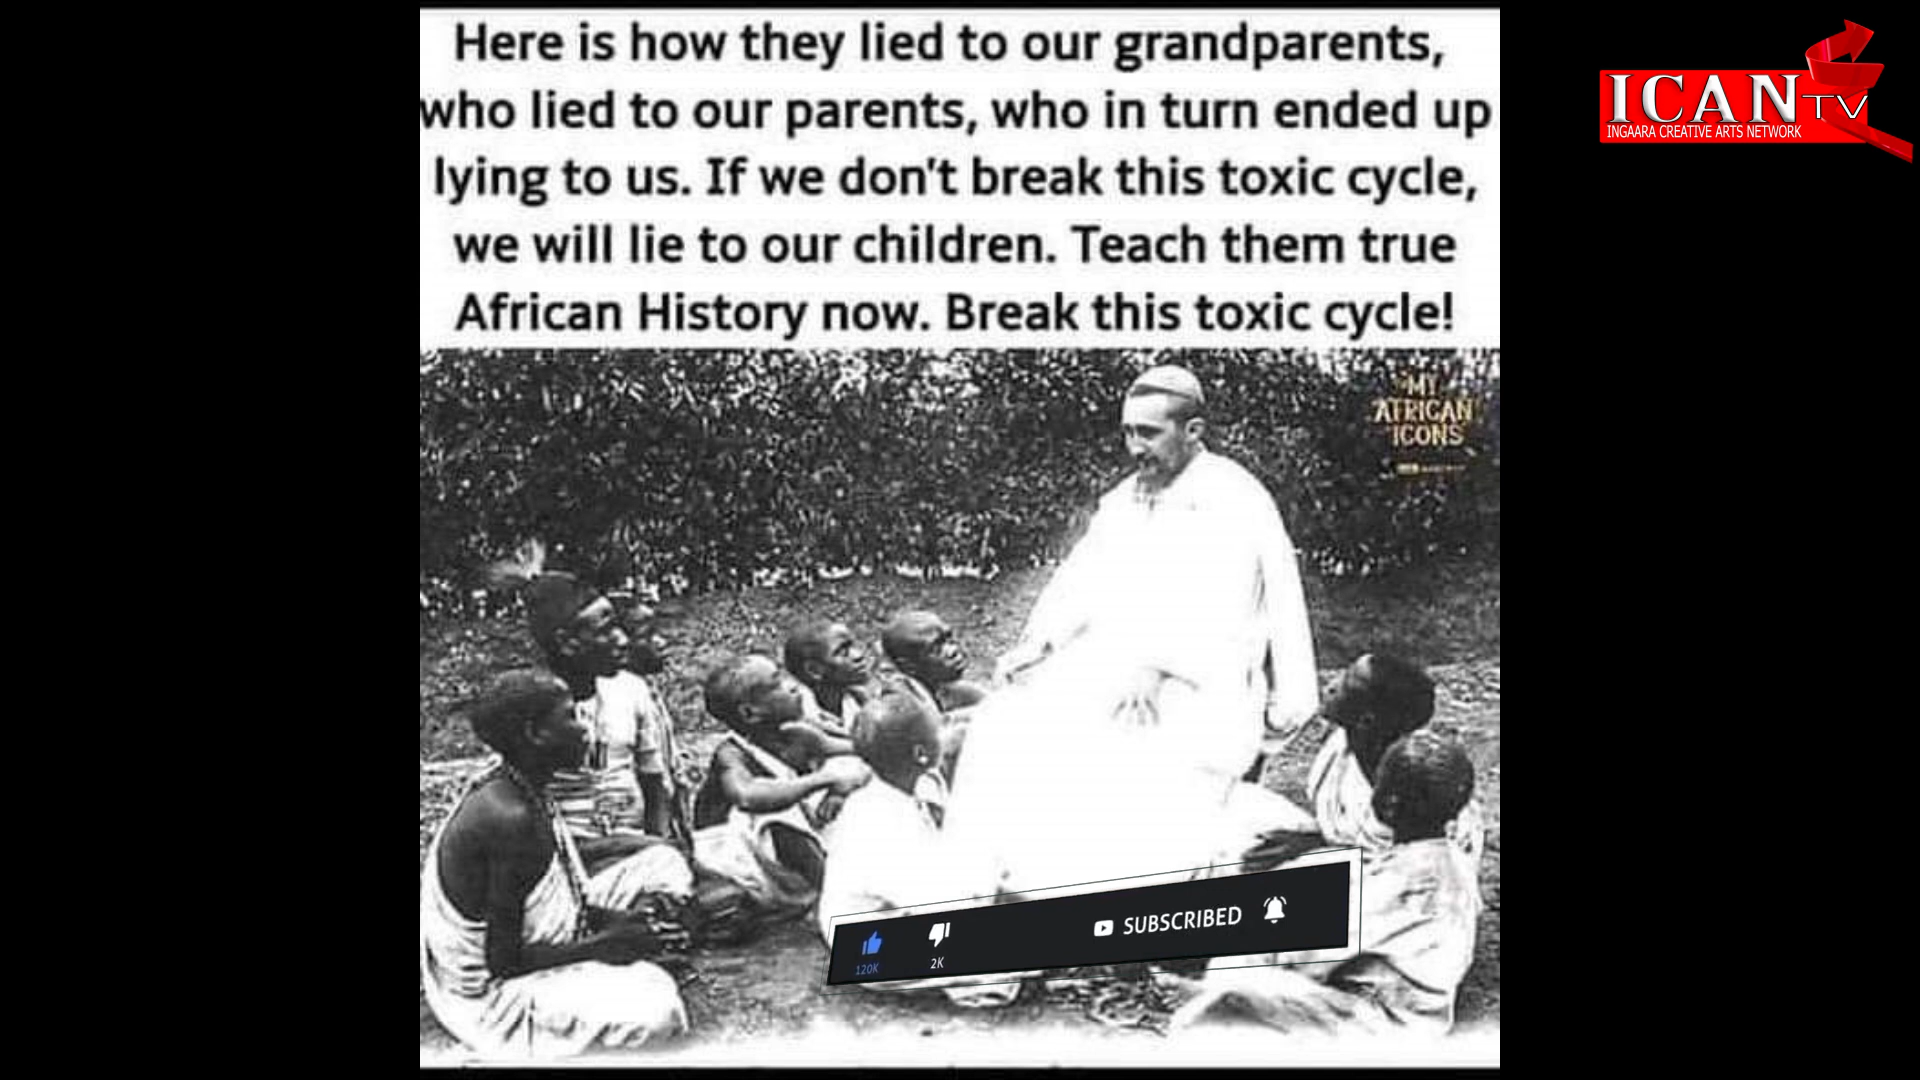 Here is how they lied to our grandparents,
who lied to our parents, who in turn ended up
lying to us. If we don't break this toxic cycle,
we will lie to our children. Teach them true
African History now. Break this toxic cycle!
ICAN TV
INGAARA CREATIVE ARTS NETWORK
MY
AFRICAN
ICONS
120K
2K
SUBSCRIBED